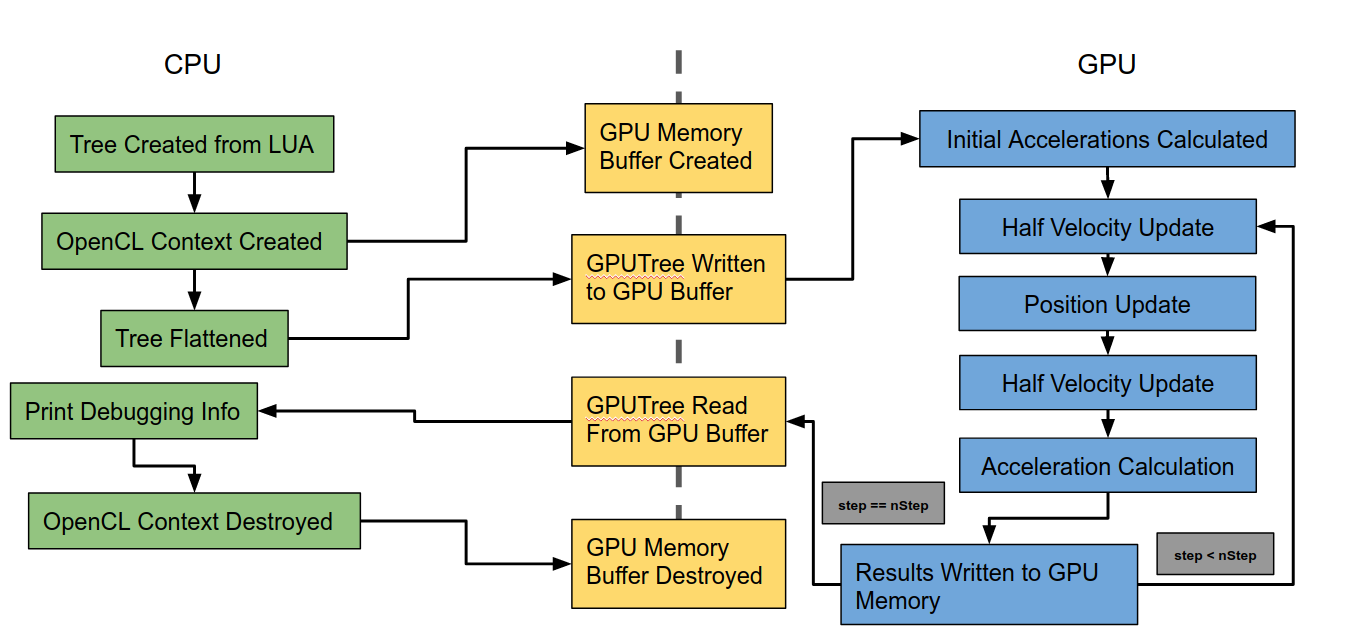 CPU
GPU
Tree Created from LUA
OpenCL Context Created
Tree Flattened
Print Debugging Info
OpenCL Context Destroyed
GPU Memory
Buffer Created
GPUTree Written
to GPU Buffer
GPUTree Read
From GPU Buffer
GPU Memory
Buffer Destroyed
Initial Accelerations Calculated
Half Velocity Update
Position Update
Half Velocity Update
Acceleration Calculation
step == nStep
step < nStep
Results Written to GPU
Memory